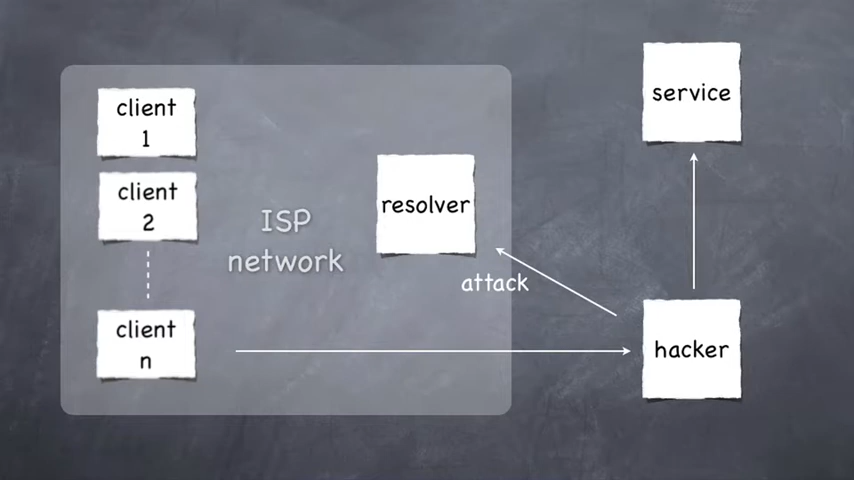 client
1
client
2
client
n
ISP
network
resolver
attack
service
hacker